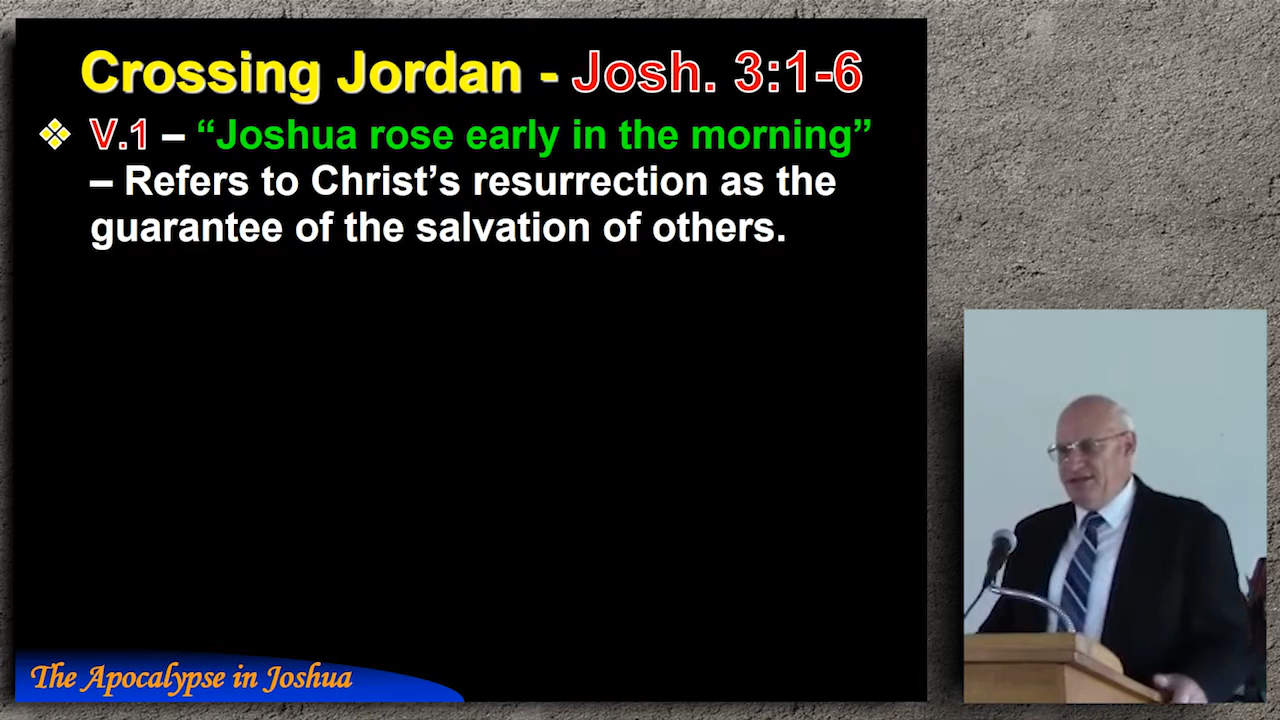 Crossing Jordan - Josh. 3:1-6
V.1 – “Joshua rose early in the morning”
– Refers to Christ’s resurrection as the
guarantee of the salvation of others.
The Apocalypse in Joshua